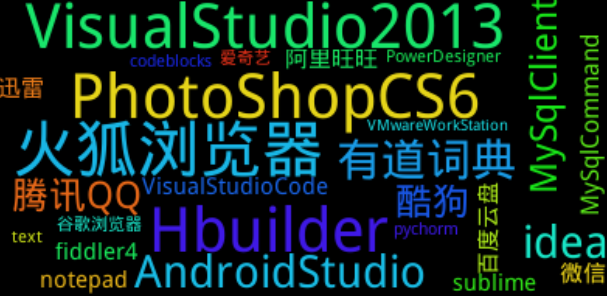 VisualStudio2013
codeblocks
爱奇艺
阿里旺旺
PowerDesigner
迅雷
PhotoShopCS6
MySqlClient
MySqlCommand
VMwareWorkStation
火狐浏览器
有道词典
腾讯QQ
VisualStudioCode
酷狗
百度云盘
谷歌浏览器
Hbuilder
pychorm
text
fiddler4
idea
notepad
AndroidStudio
sublime
微信